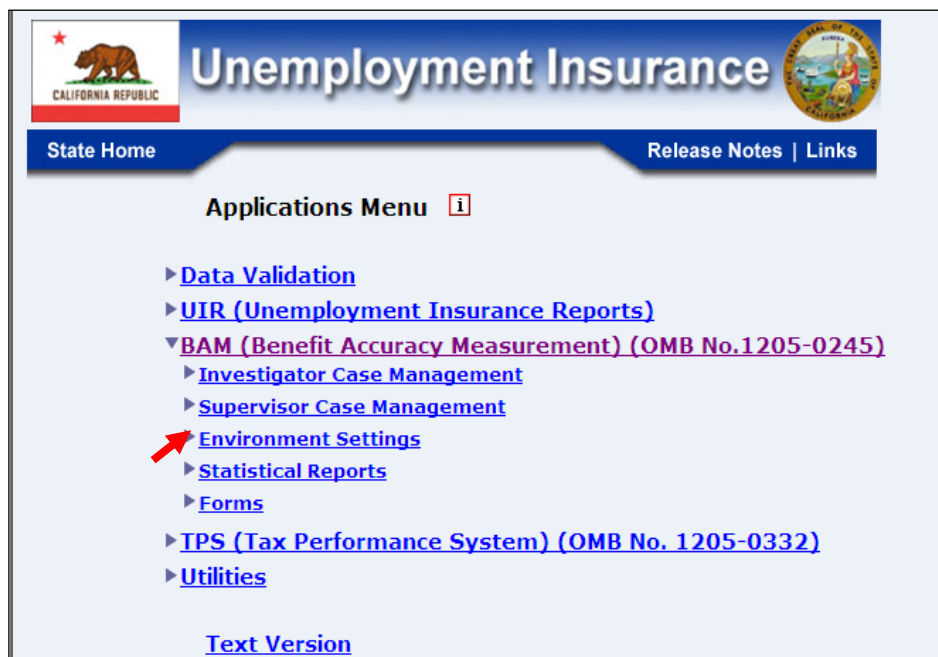 CALIFORNIA REPUBLIC
Unemployment Insurance
State Home
Release Notes | Links
Applications Menu i
Data Validation
UIR (Unemployment Insurance Reports)
BAM (Benefit Accuracy Measurement) (OMB No.1205-0245)
Investigator Case Management
Supervisor Case Management
Environment Settings
Statistical Reports
Forms
TPS (Tax Performance System) (OMB No. 1205-0332)
Utilities
Text Version